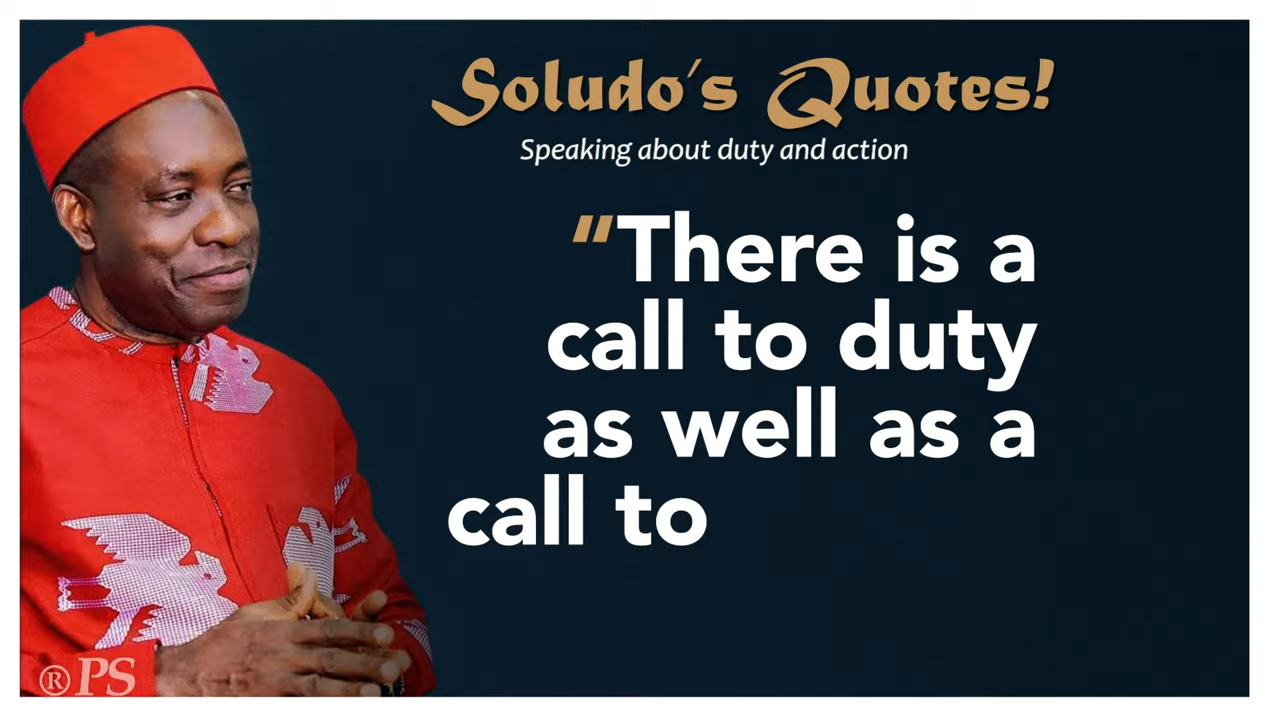 Soludo's Quotes!
Speaking about duty and action
"There is a
call to duty
as well as a
call to
®PS